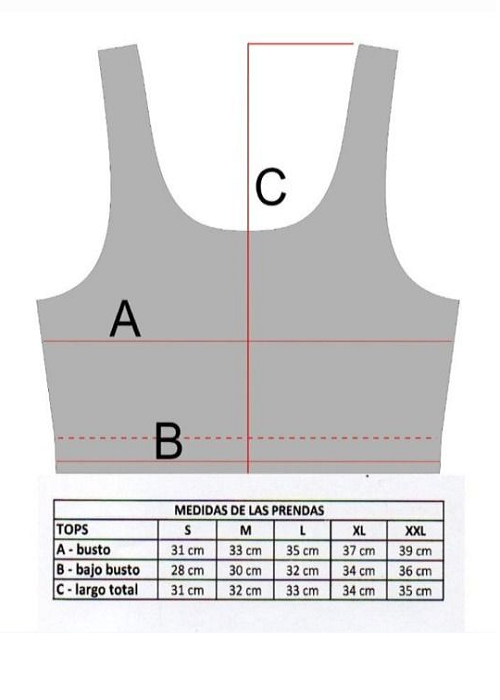 C
A
B
MEDIDAS DE LAS PRENDAS
TOPS S M L XL XXL
A - busto 31 cm 33 cm 35 cm 37 cm 39 cm
B - bajo busto 28 cm 30 cm 32 cm 34 cm 36 cm
C - largo total 31 cm 32 cm 33 cm 34 cm 35 cm